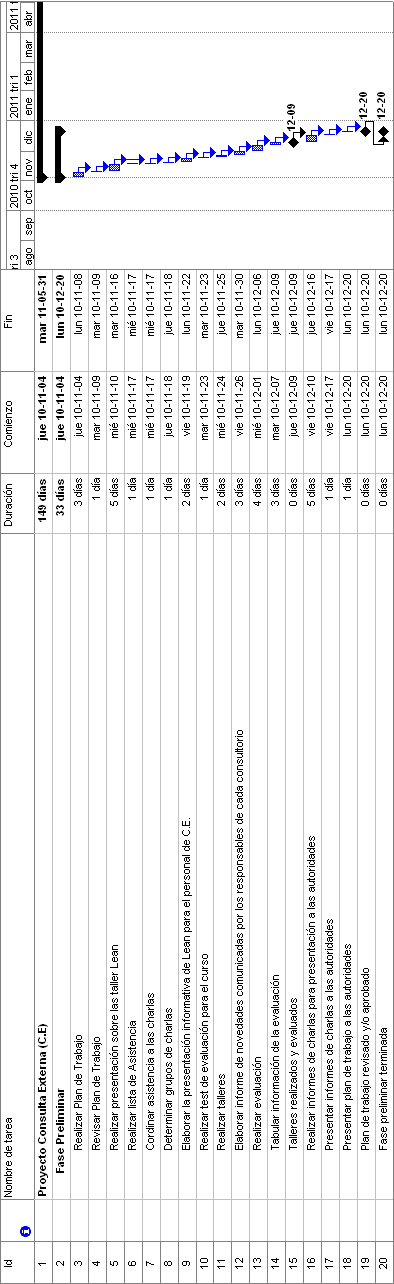 Id Nombre de tarea Duración Comienzo Fin tri 3 2010 tri 4 2011 tri 1 2011 t
ago sep oct nov dic ene feb mar abr
1 Proyecto Consulta Externa (C.E) 149 días jue 10-11-04 mar 11-05-31
2 Fase Preliminar 33 días jue 10-11-04 lun 10-12-20
3 Realizar Plan de Trabajo 3 días jue 10-11-04 lun 10-11-08
4 Revisar Plan de Trabajo 1 día mar 10-11-09 mar 10-11-09
5 Realizar presentación sobre las taller Lean 5 días mié 10-11-10 mar 10-11-16
6 Realizar lista de Asistencia 1 día mié 10-11-17 mié 10-11-17
7 Cordinar asistencia a las charlas 1 día mié 10-11-17 mié 10-11-17
8 Determinar grupos de charlas 1 día jue 10-11-18 jue 10-11-18
9 Elaborar la presentación informativa de Lean para el personal de C.E. 2 días vie 10-11-19 lun 10-11-22
10 Realizar test de evaluación para el curso 1 día mar 10-11-23 mar 10-11-23
11 Realizar talleres 2 días mié 10-11-24 jue 10-11-25
12 Elaborar informe de novedades comunicadas por los responsables de cada consultorio 3 días vie 10-11-26 mar 10-11-30
13 Realizar evaluación 4 días mié 10-12-01 lun 10-12-06
14 Tabular información de la evaluación 3 días mar 10-12-07 jue 10-12-09
15 Talleres realizados y evaluados 0 días jue 10-12-09 jue 10-12-09 12-09
16 Realizar informes de charlas para presentación a las autoridades 5 días vie 10-12-10 jue 10-12-16
17 Presentar informes de charlas a las autoridades 1 día vie 10-12-17 vie 10-12-17
18 Presentar plan de trabajo a las autoridades 1 día lun 10-12-20 lun 10-12-20
19 Plan de trabajo revisado y/o aprobado 0 días lun 10-12-20 lun 10-12-20 12-20
20 Fase preliminar terminada 0 días lun 10-12-20 lun 10-12-20 12-20